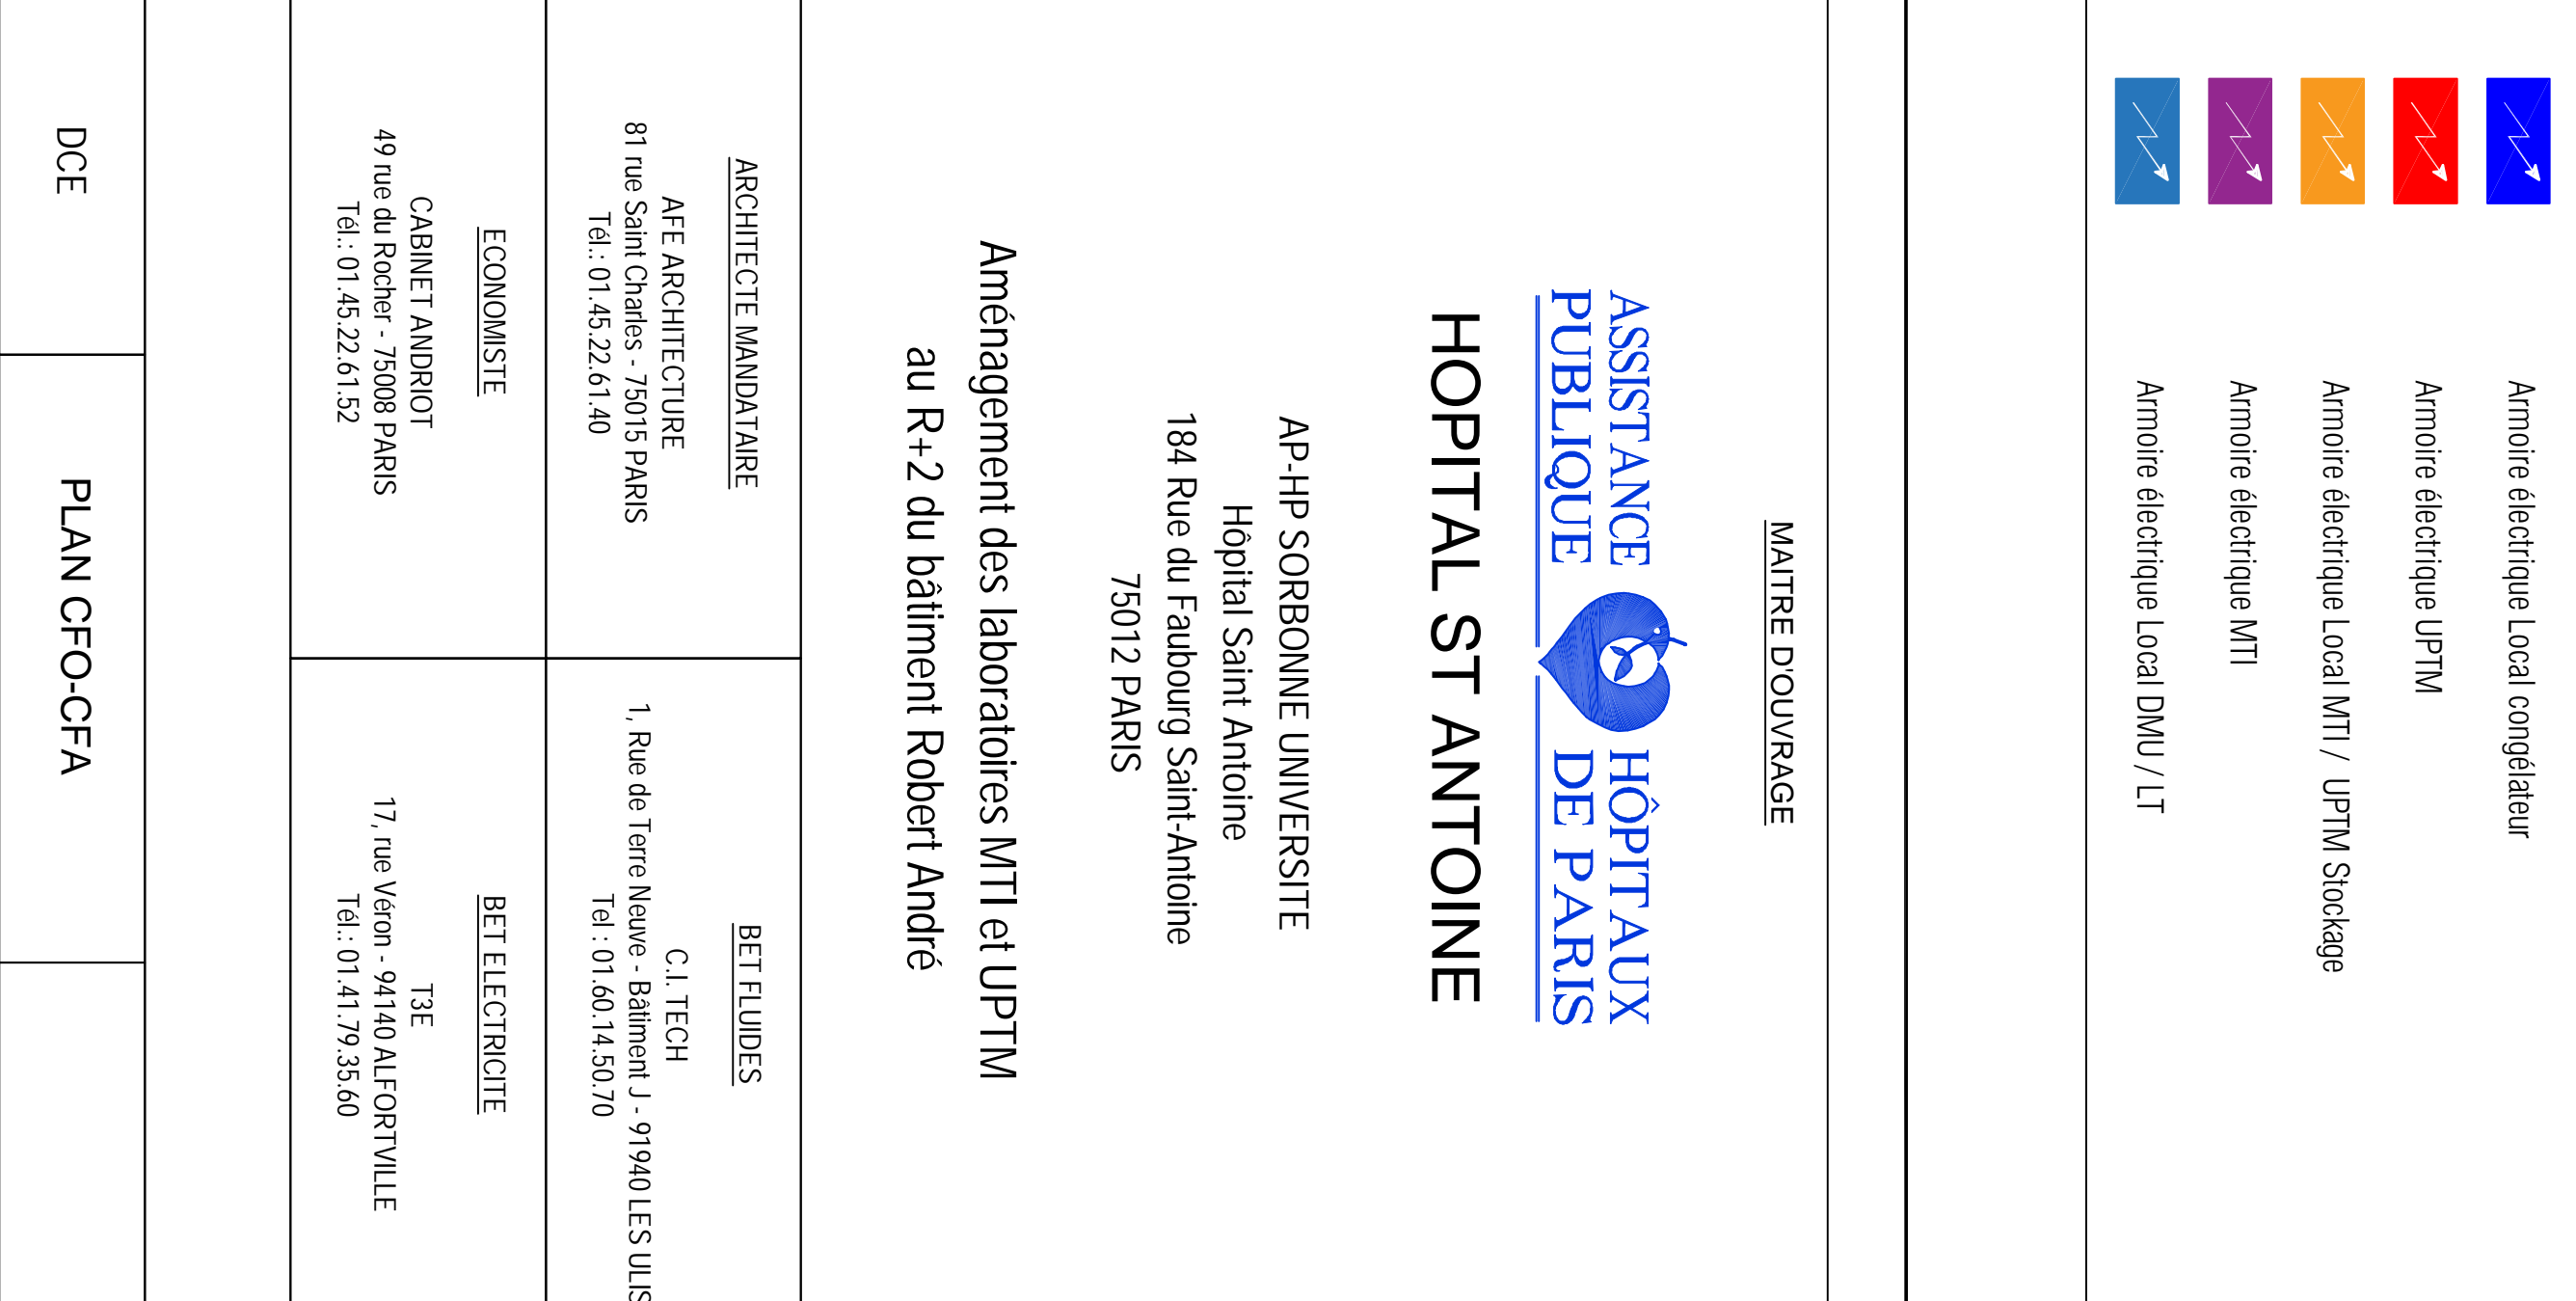 Armoire électrique Local congélateur
Armoire électrique UPTM
Armoire électrique Local MTI / UPTM Stockage
Armoire électrique MTI
Armoire électrique Local DMU / LT
MAITRE D'OUVRAGE
ASSISTANCE HÔPITAUX
PUBLIQUE DE PARIS
HOPITAL ST ANTOINE
AP-HP SORBONNE UNIVERSITE
Hôpital Saint Antoine
184 Rue du Faubourg Saint-Antoine
75012 PARIS
Aménagement des laboratoires MTI et UPTM
au R+2 du bâtiment Robert André
ARCHITECTE MANDATAIRE
AFE ARCHITECTURE
81 rue Saint Charles - 75015 PARIS
Tél.: 01.45.22.61.40
BET FLUIDES
C.I. TECH
1, Rue de Terre Neuve - Bâtiment J - 91940 LES ULIS
Tel : 01.60.14.50.70
ECONOMISTE
CABINET ANDRIOT
49 rue du Rocher - 75008 PARIS
Tél.: 01.45.22.61.52
BET ELECTRICITE
T3E
17, rue Véron - 94140 ALFORTVILLE
Tél.: 01.41.79.35.60
DCE
PLAN CFO-CFA